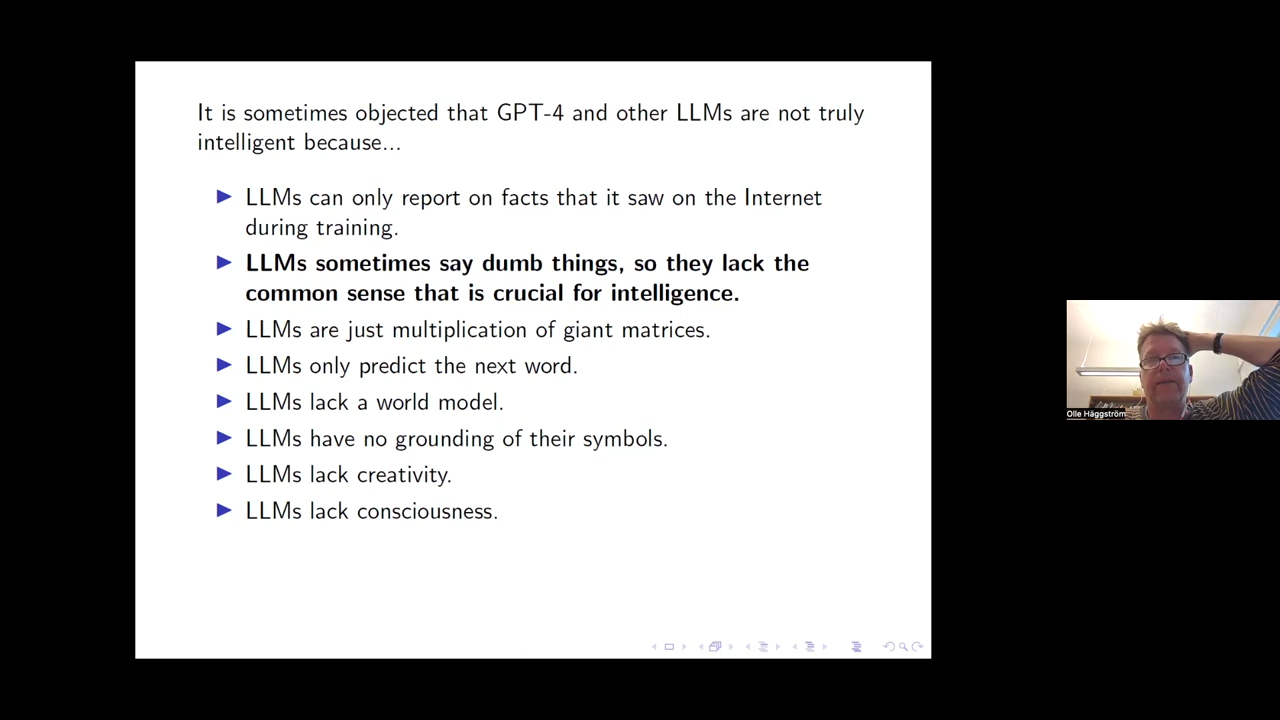 It is sometimes objected that GPT-4 and other LLMs are not truly
intelligent because...
LLMs can only report on facts that it saw on the Internet
during training.
LLMs sometimes say dumb things, so they lack the
common sense that is crucial for intelligence.
LLMs are just multiplication of giant matrices.
LLMs only predict the next word.
LLMs lack a world model.
LLMs have no grounding of their symbols.
LLMs lack creativity.
LLMs lack consciousness.
Olle Häggström